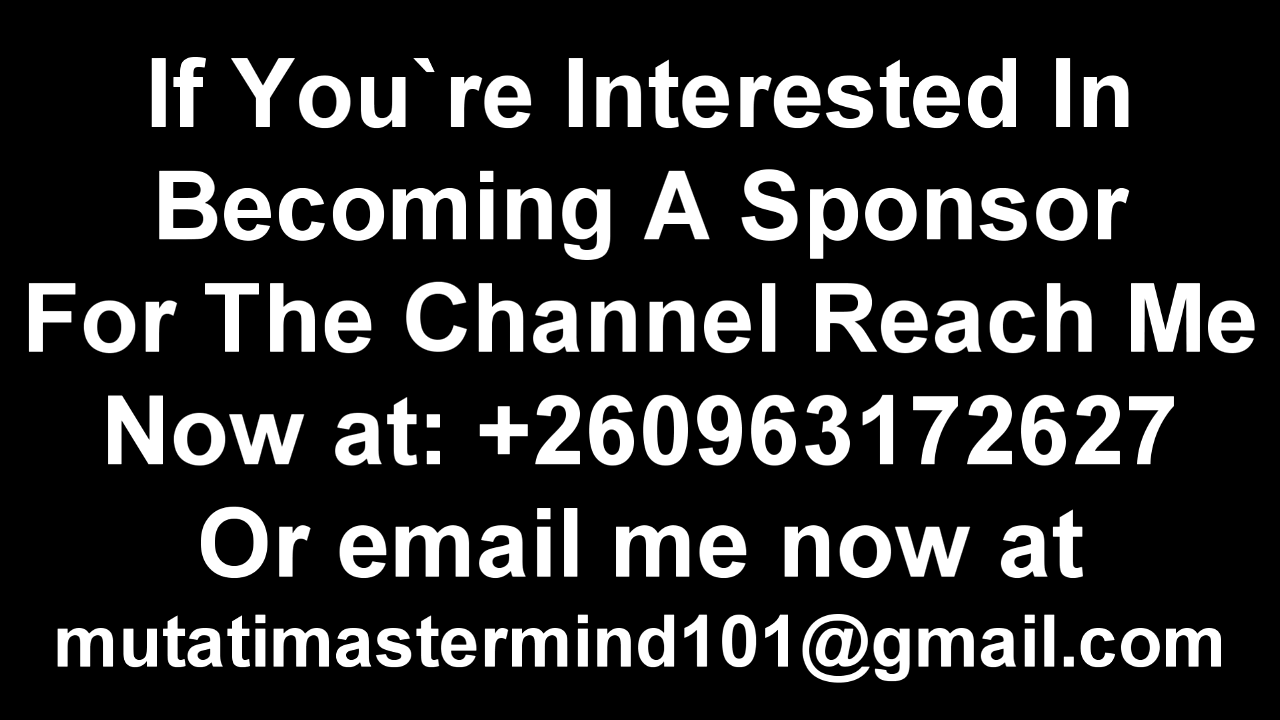 If You`re Interested In
Becoming A Sponsor
For The Channel Reach Me
Now at: +260963172627
Or email me now at
mutatimastermind101@gmail.com